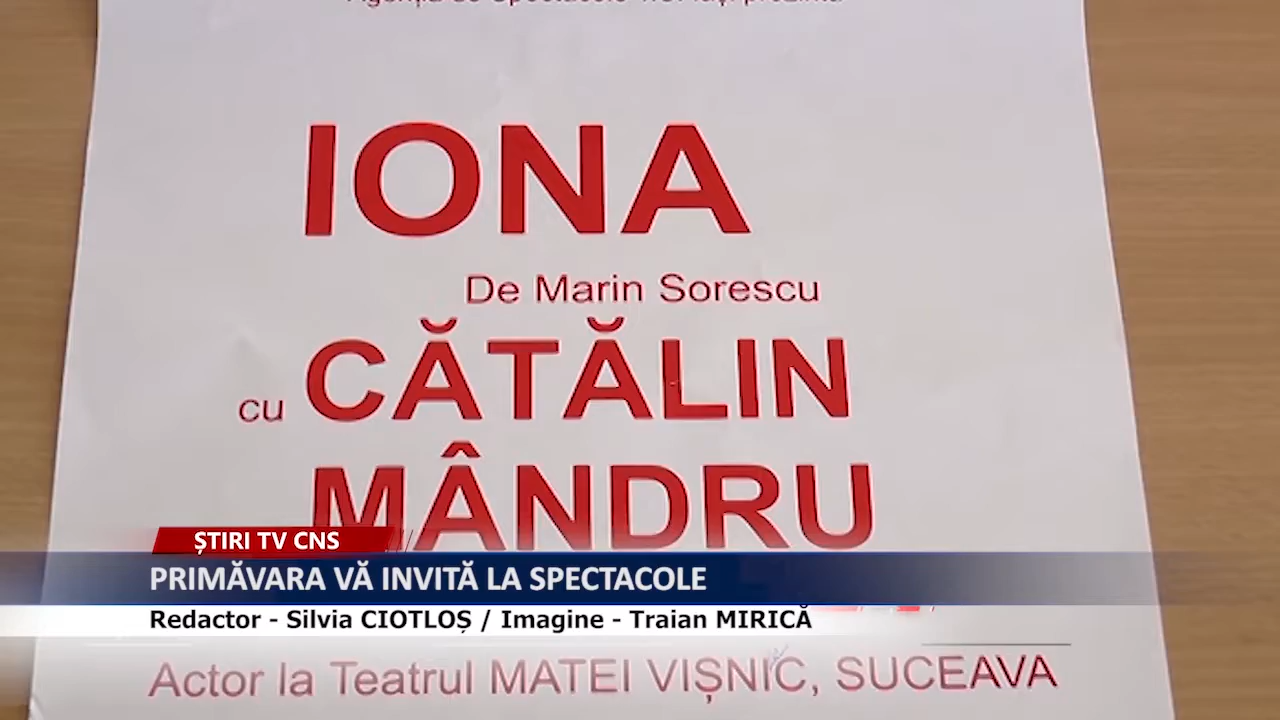 IONA
De Marin Sorescu
cu CĂTĂLIN
MÂNDRU
ȘTIRI TV CNS
PRIMĂVARA VĂ INVITĂ LA SPECTACOLE
Redactor - Silvia CIOTLOȘ / Imagine - Traian MIRICĂ
Actor la Teatrul MATEI VIȘNIC, SUCEAVA